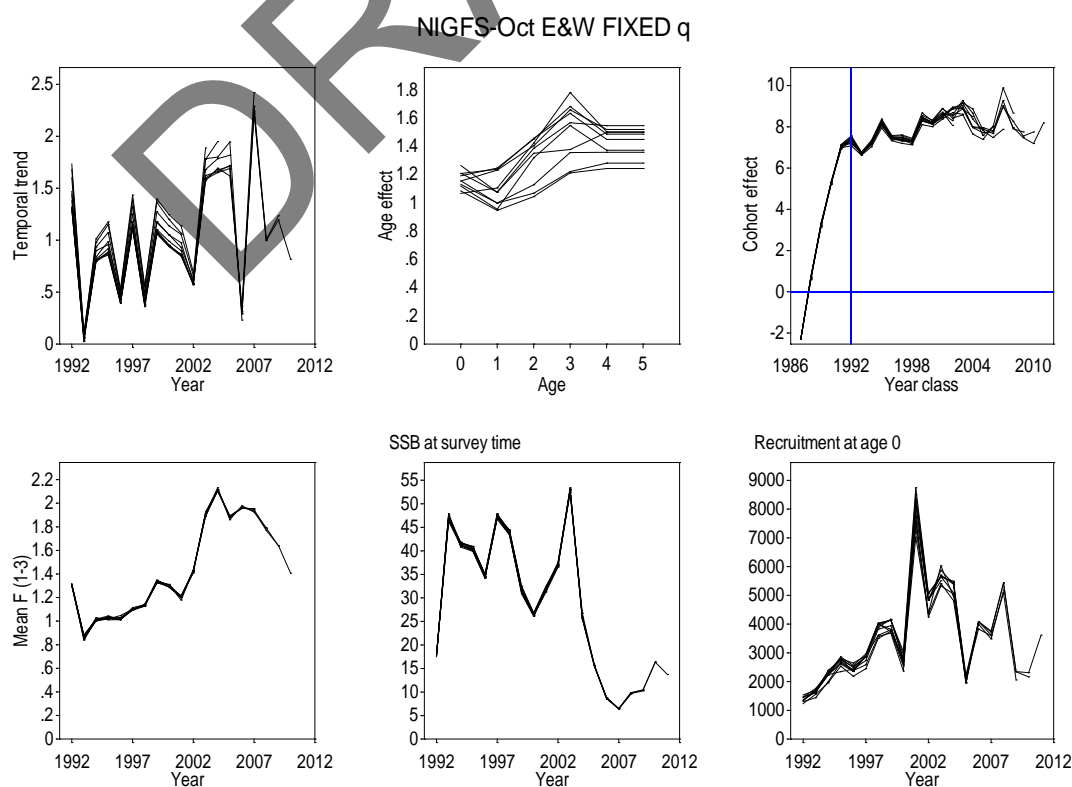 NIGFS-Oct E&W FIXED q
DR
2.5
2
1.5
1
.5
0
Temporal trend
1992 1997 2002 2007 2012
Year
1.8
1.6
1.4
1.2
1
.8
.6
.4
.2
0
Age effect
0 1 2 3 4 5
Age
10
8
6
4
2
0
-2
Cohort effect
1986 1992 1998 2004 2010
Year class
2.2
2
1.8
1.6
1.4
1.2
1
.8
.6
.4
.2
0
Mean F (1-3)
1992 1997 2002 2007 2012
Year
SSB at survey time
55
50
45
40
35
30
25
20
15
10
5
0
1992 1997 2002 2007 2012
Year
Recruitment at age 0
9000
8000
7000
6000
5000
4000
3000
2000
1000
0
1992 1997 2002 2007 2012
Year